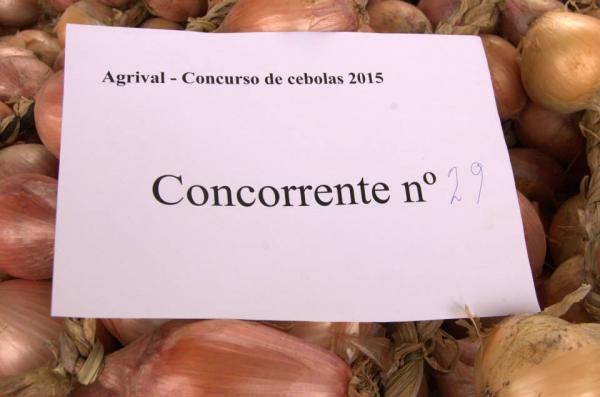 Agrival - Concurso de cebolas 2015
Concorrente nº 29